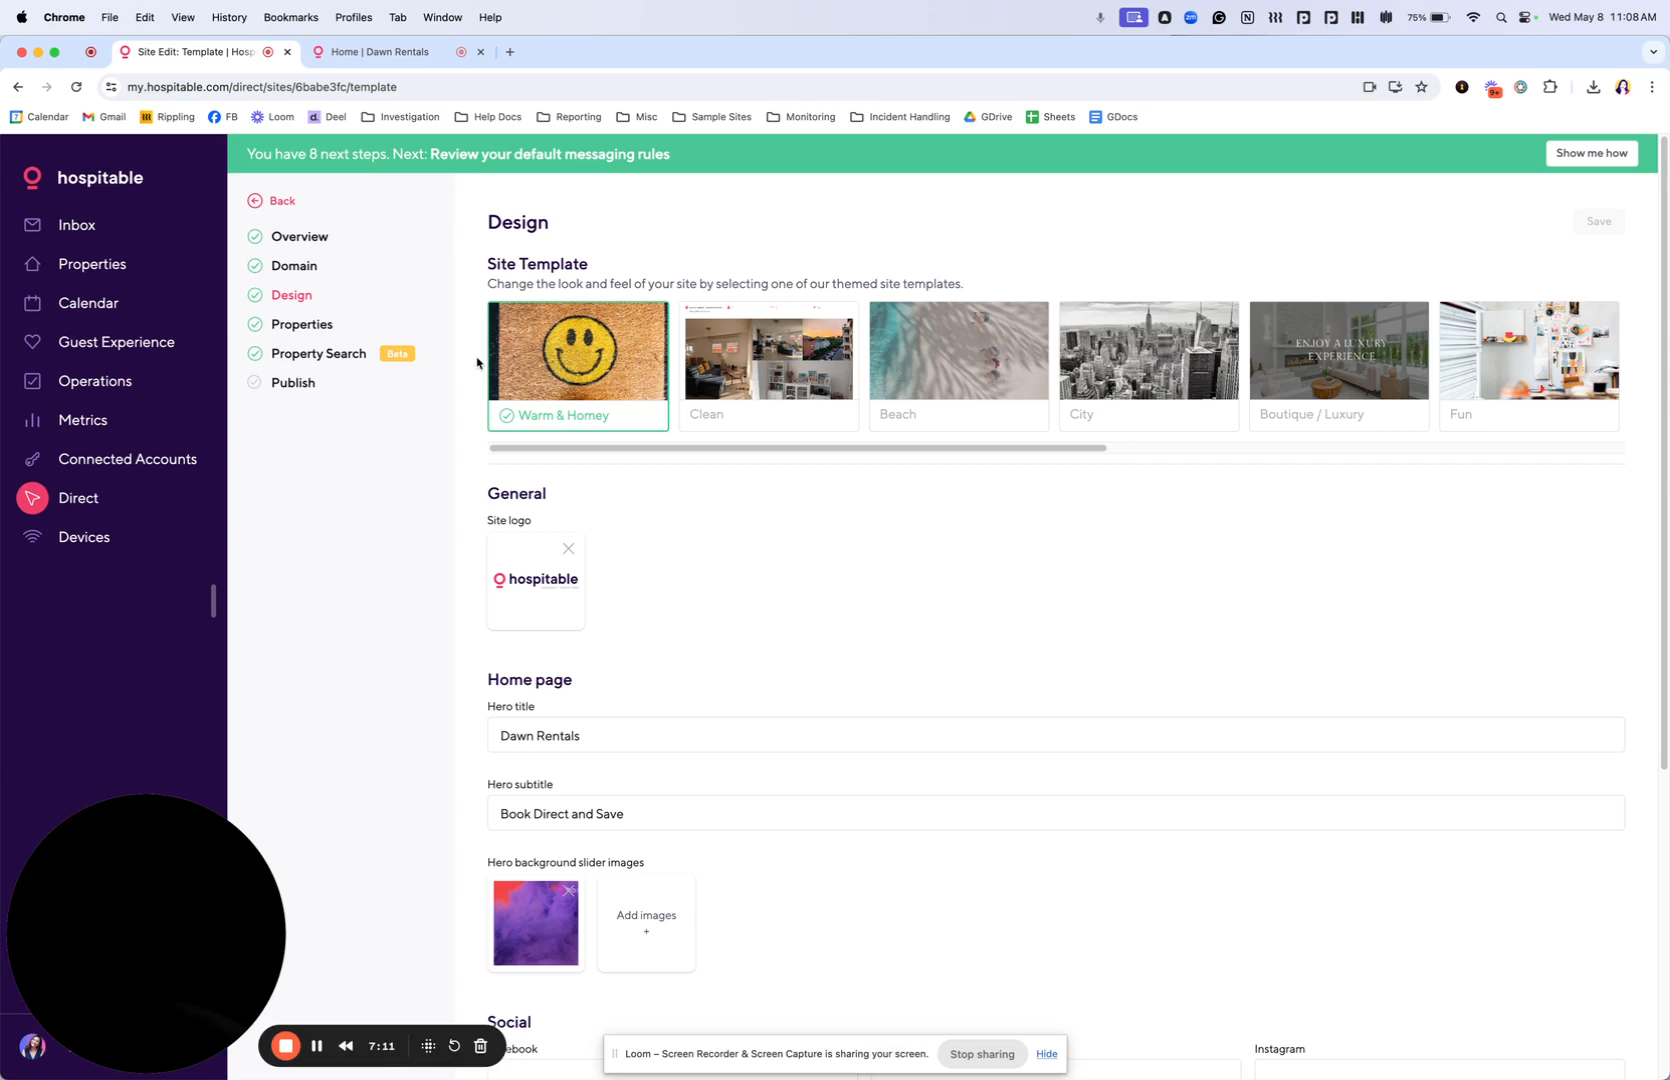 Chrome File Edit View History Bookmarks Profiles Tab Window Help 75% Wed May 8 11:08 AM
Site Edit: Template | Hosp Home | Dawn Rentals
my.hospitable.com/direct/sites/6babe3fc/template
Calendar Gmail Rippling FB Loom Deel Investigation Help Docs Reporting Misc Sample Sites Monitoring Incident Handling GDrive Sheets GDocs
You have 8 next steps. Next: Review your default messaging rules Show me how
hospitable
Inbox
Properties
Calendar
Guest Experience
Operations
Metrics
Connected Accounts
Direct
Devices
Back
Overview
Domain
Design
Properties
Property Search Beta
Publish
Design Save
Site Template
Change the look and feel of your site by selecting one of our themed site templates.
ENJOY A LUXURY
EXPERIENCE
Warm & Homey Clean Beach City Boutique / Luxury Fun
General
Site logo
hospitable
Home page
Hero title
Dawn Rentals
Hero subtitle
Book Direct and Save
Hero background slider images
Add images
+
Social
ebook Instagram
7:11
Loom – Screen Recorder & Screen Capture is sharing your screen. Stop sharing Hide